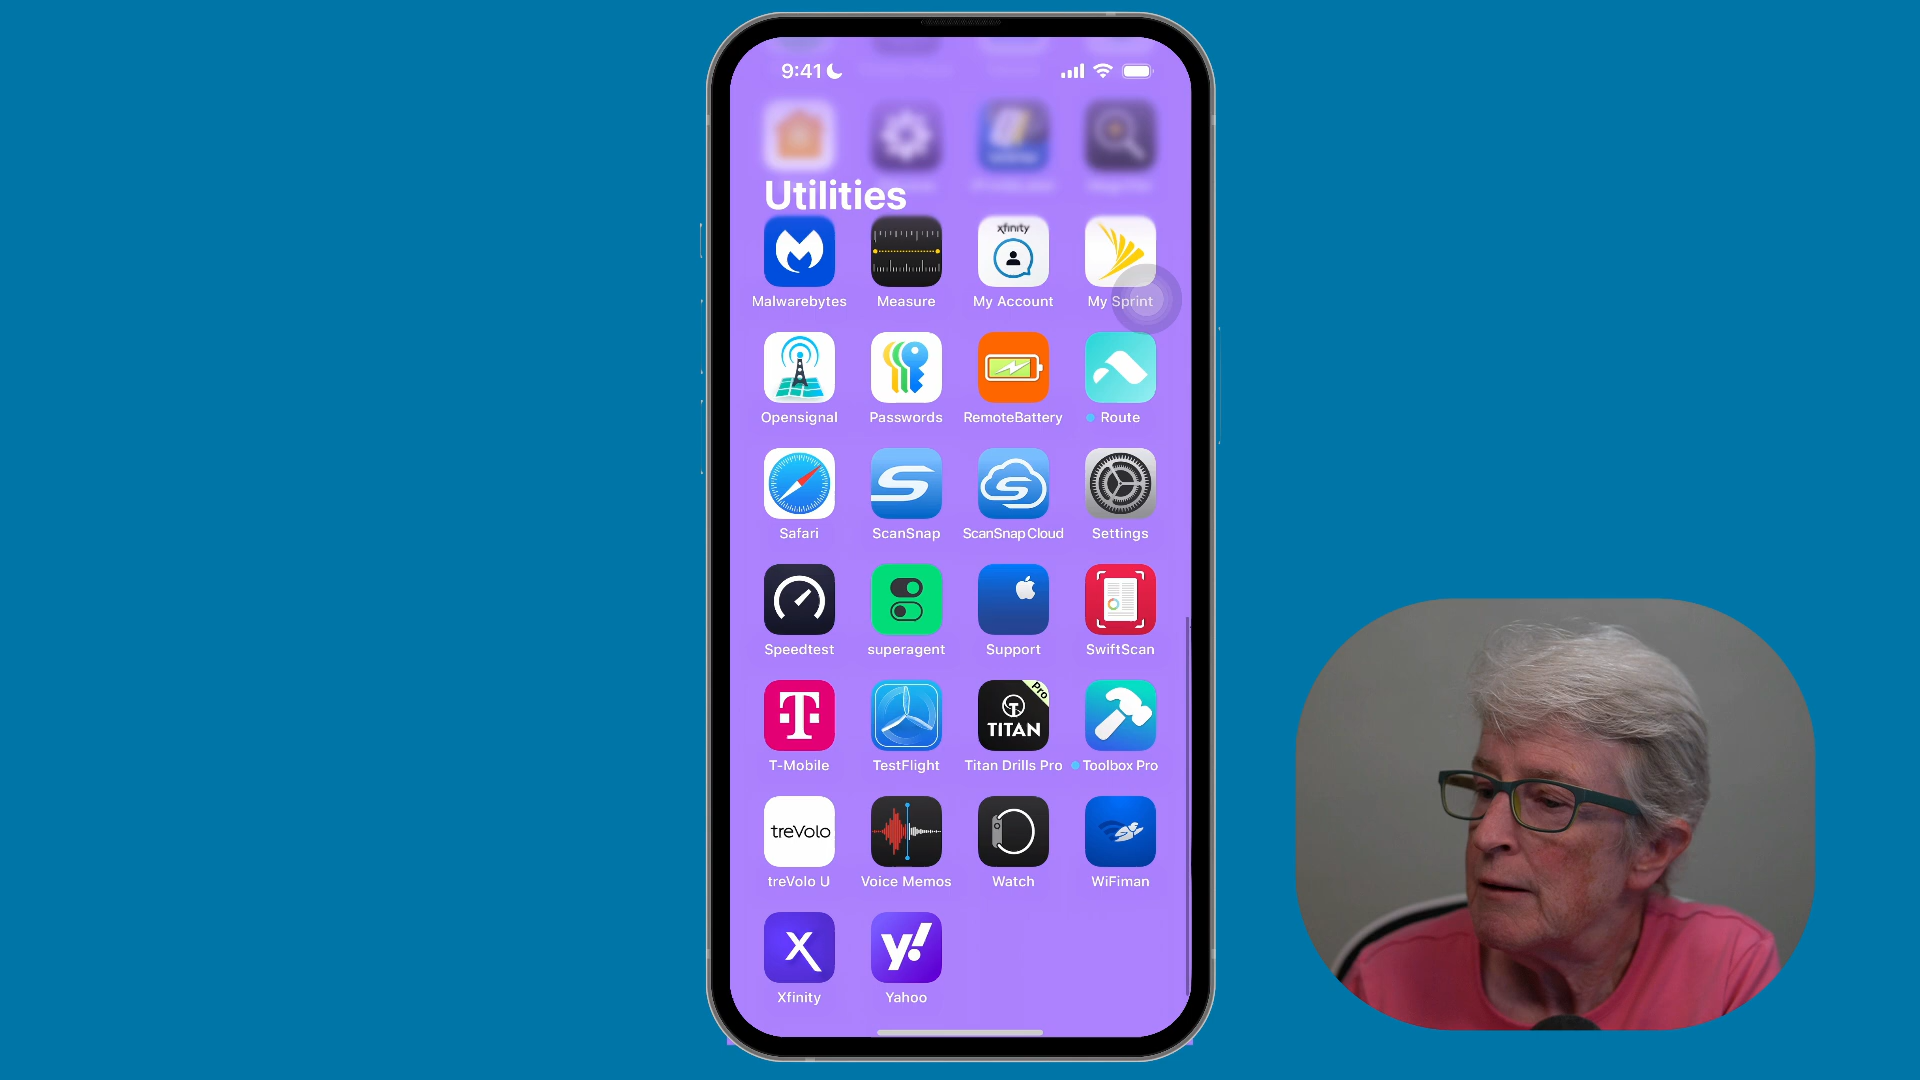 9:41
Utilities
xfinity
Malwarebytes Measure My Account My Sprint
Opensignal Passwords RemoteBattery Route
Safari ScanSnap ScanSnap Cloud Settings
Speedtest superagent Support SwiftScan
Pro
TITAN
T-Mobile TestFlight Titan Drills Pro Toolbox Pro
treVolo
treVolo U Voice Memos Watch WiFiman
Xfinity Yahoo